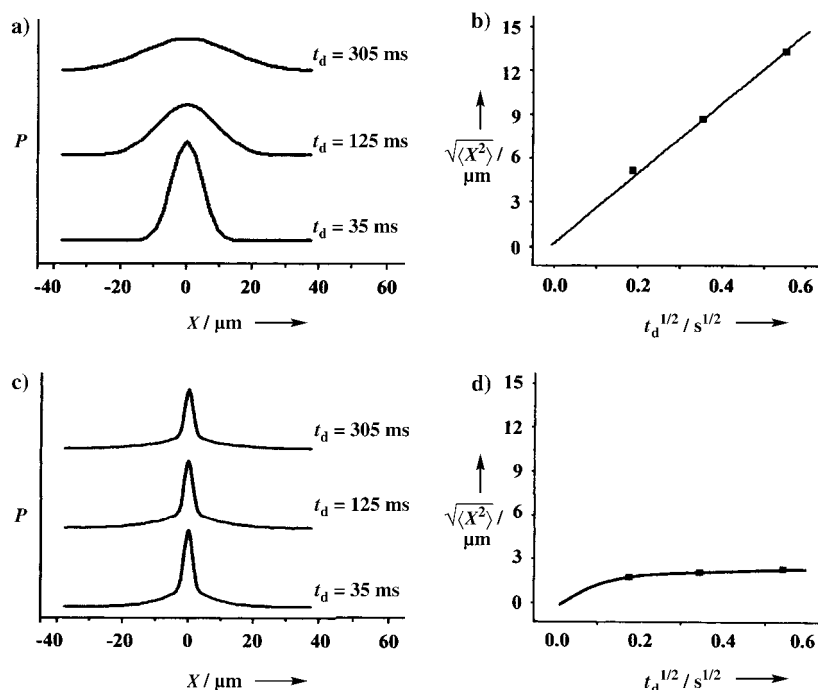 a)
t_d = 305 ms
t_d = 125 ms
t_d = 35 ms
P
-40 -20 0 20 40 60
X / µm
b)
15
12
9
6
3
0
√⟨X²⟩ /
µm
0.0 0.2 0.4 0.6
t_d^1/2 / s^1/2
c)
t_d = 305 ms
t_d = 125 ms
t_d = 35 ms
P
-40 -20 0 20 40 60
X / µm
d)
15
12
9
6
3
0
√⟨X²⟩ /
µm
0.0 0.2 0.4 0.6
t_d^1/2 / s^1/2